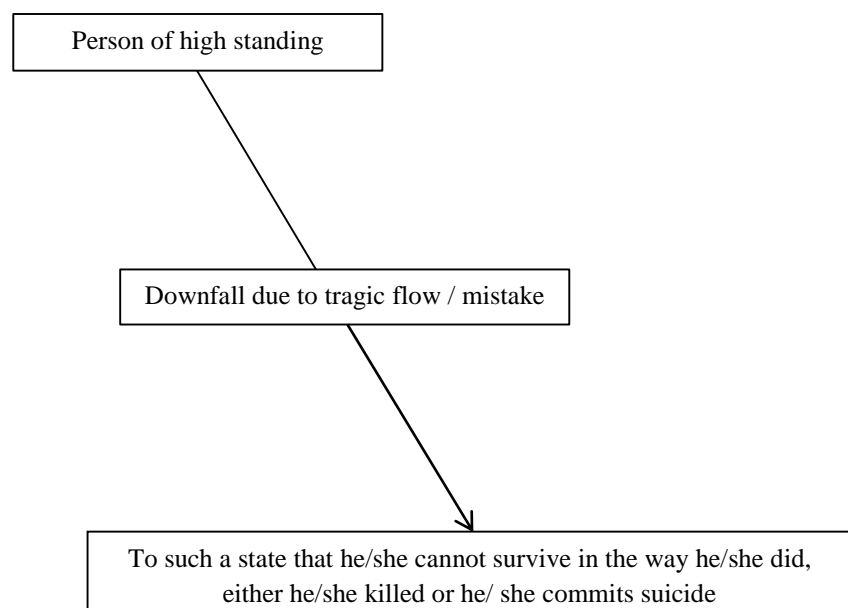 Person of high standing
Downfall due to tragic flow / mistake
To such a state that he/she cannot survive in the way he/she did,
either he/she killed or he/ she commits suicide